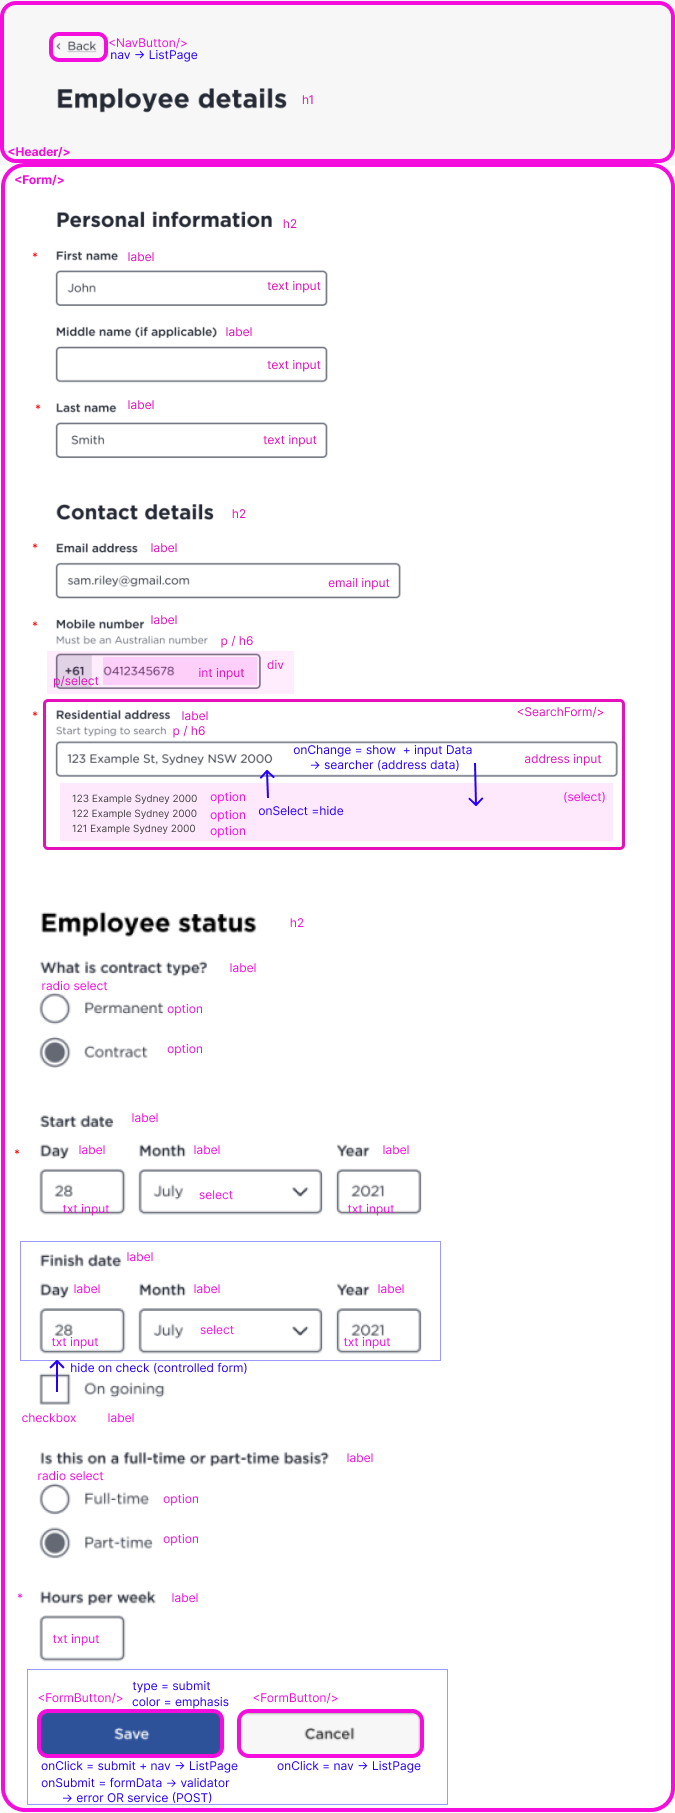 ‹ Back <NavButton/>
nav → ListPage
Employee details h1
<Header/>
<Form/>
Personal information h2
* First name label
John text input
Middle name (if applicable) label
text input
* Last name label
Smith text input
Contact details h2
* Email address label
sam.riley@gmail.com email input
* Mobile number label
Must be an Australian number p / h6
+61 0412345678 int input div
p/select
* Residential address label <SearchForm/>
Start typing to search p / h6
123 Example St, Sydney NSW 2000 onChange = show + input Data address input
→ searcher (address data)
123 Example Sydney 2000 option (select)
122 Example Sydney 2000 option onSelect =hide
121 Example Sydney 2000 option
Employee status h2
What is contract type? label
radio select
Permanent option
Contract option
Start date label
* Day label Month label Year label
28 July select 2021
txt input txt input
Finish date label
Day label Month label Year label
28 July select 2021
txt input txt input
hide on check (controlled form)
On goining
checkbox label
Is this on a full-time or part-time basis? label
radio select
Full-time option
Part-time option
* Hours per week label
txt input
type = submit
<FormButton/> color = emphasis <FormButton/>
Save Cancel
onClick = submit + nav → ListPage onClick = nav → ListPage
onSubmit = formData → validator
→ error OR service (POST)